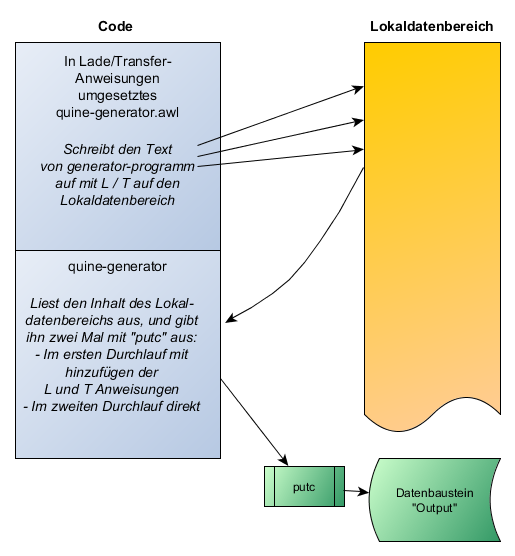 Code
Lokaldatenbereich
In Lade/Transfer-
Anweisungen
umgesetztes
quine-generator.awl
Schreibt den Text
von generator-programm
auf mit L / T auf den
Lokaldatenbereich
quine-generator
Liest den Inhalt des Lokal-
datenbereichs aus, und gibt
ihn zwei Mal mit "putc" aus:
- Im ersten Durchlauf mit
hinzufügen der
L und T Anweisungen
- Im zweiten Durchlauf direkt
putc
Datenbaustein
"Output"